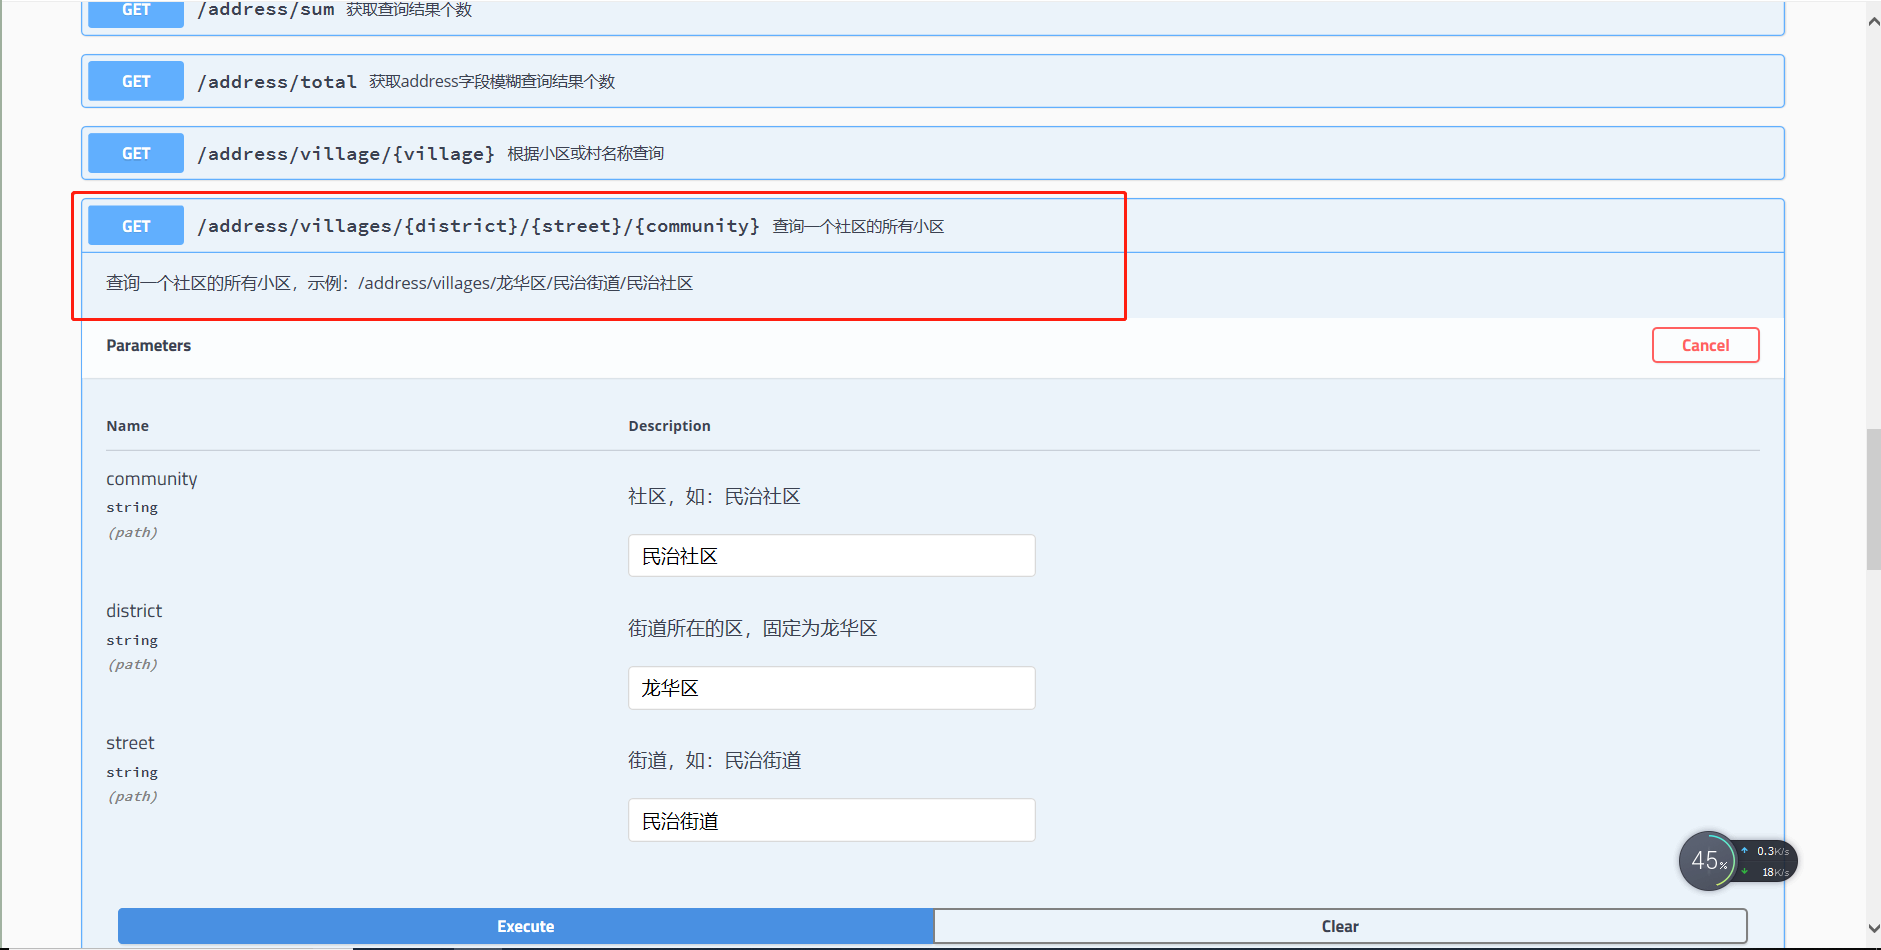 GET /address/sum 获取查询结果个数
GET /address/total 获取address字段模糊查询结果个数
GET /address/village/{village} 根据小区或村名称查询
GET /address/villages/{district}/{street}/{community} 查询一个社区的所有小区
查询一个社区的所有小区，示例：/address/villages/龙华区/民治街道/民治社区
Parameters
Cancel
Name Description
community
string
(path)
社区，如：民治社区
民治社区
district
string
(path)
街道所在的区，固定为龙华区
龙华区
street
string
(path)
街道，如：民治街道
民治街道
45%
0.3K/s
18K/s
Execute
Clear